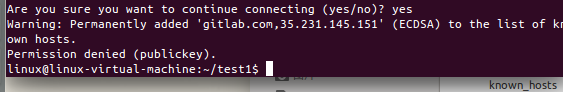 Are you sure you want to continue connecting (yes/no)? yes
Warning: Permanently added 'gitlab.com,35.231.145.151' (ECDSA) to the list of kn
own hosts.
Permission denied (publickey).
linux@linux-virtual-machine:~/test1$
known_hosts